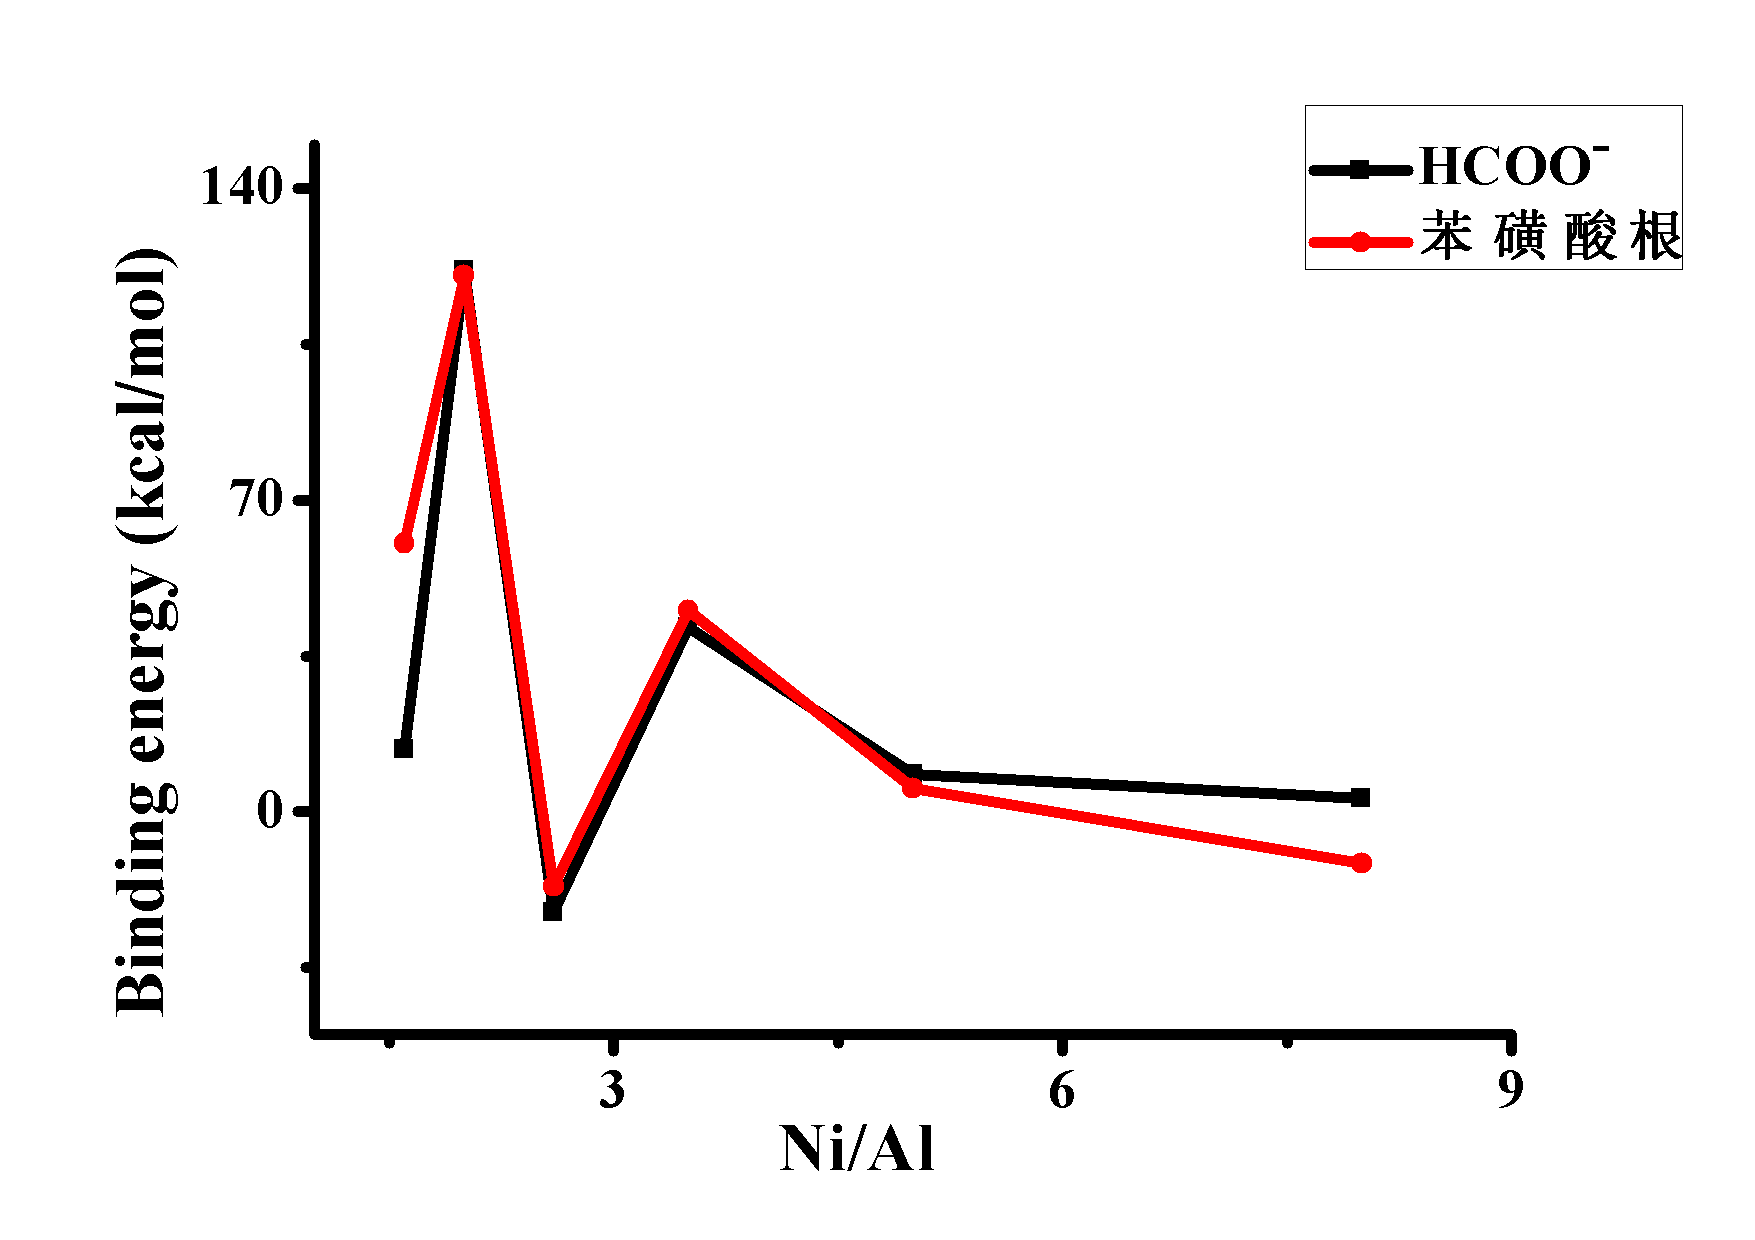 HCOO⁻
苯磺酸根
140
70
0
Binding energy (kcal/mol)
3 6 9
Ni/Al